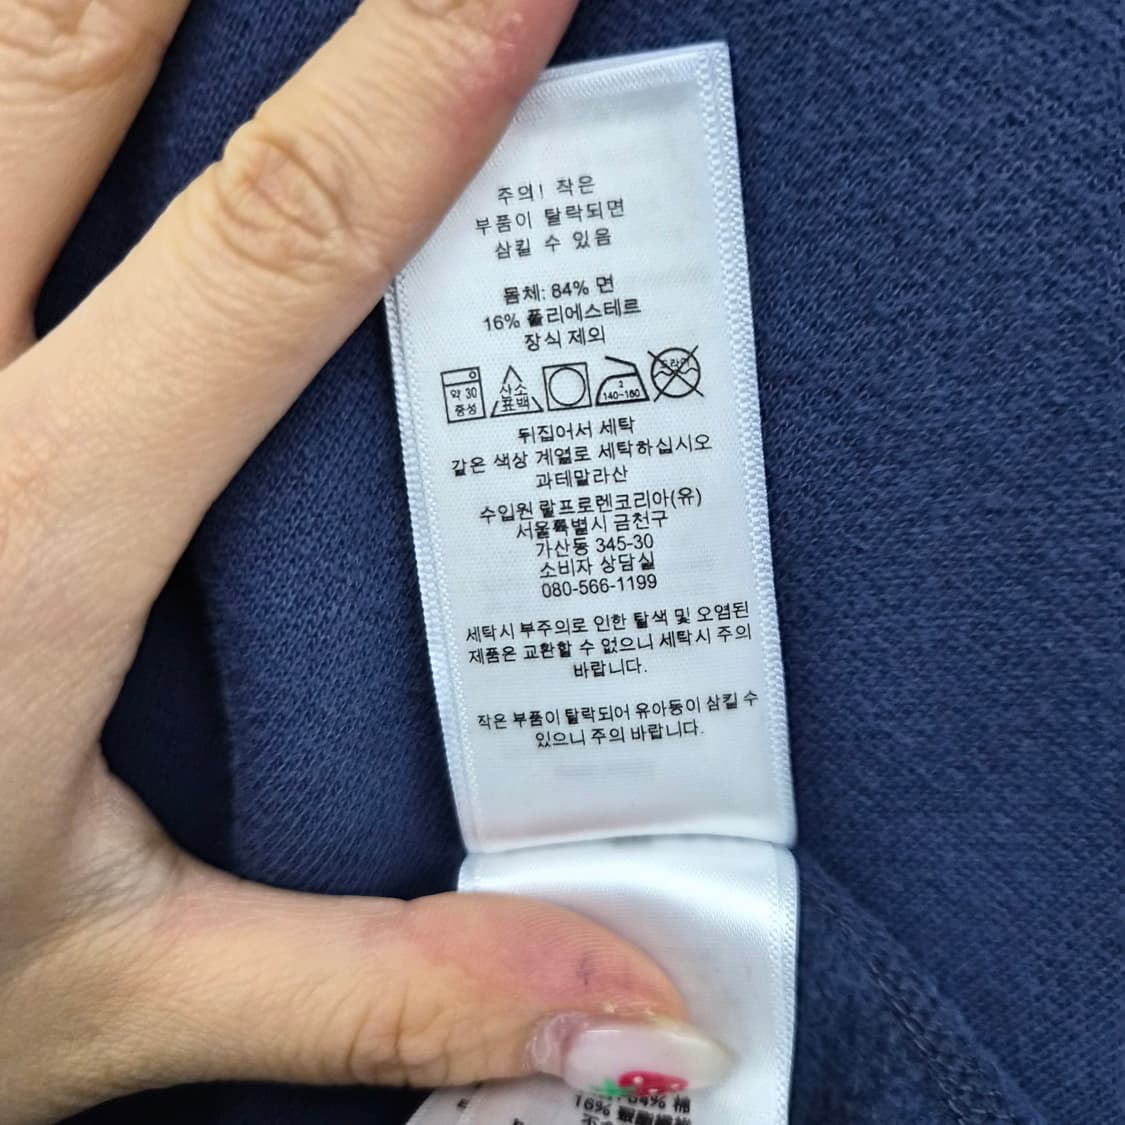 주의! 작은
부품이 탈락되면
삼킬 수 있음
몸체: 84% 면
16% 폴리에스테르
장식 제외
약 30
중성
산소
표백
2
140~160
드라이
뒤집어서 세탁
같은 색상 계열로 세탁하십시오
과테말라산
수입원 랄프로렌코리아(유)
서울특별시 금천구
가산동 345-30
소비자 상담실
080-566-1199
세탁시 부주의로 인한 탈색 및 오염된
제품은 교환할 수 없으니 세탁시 주의
바랍니다.
작은 부품이 탈락되어 유아동이 삼킬 수
있으니 주의 바랍니다.
84% 棉
16%